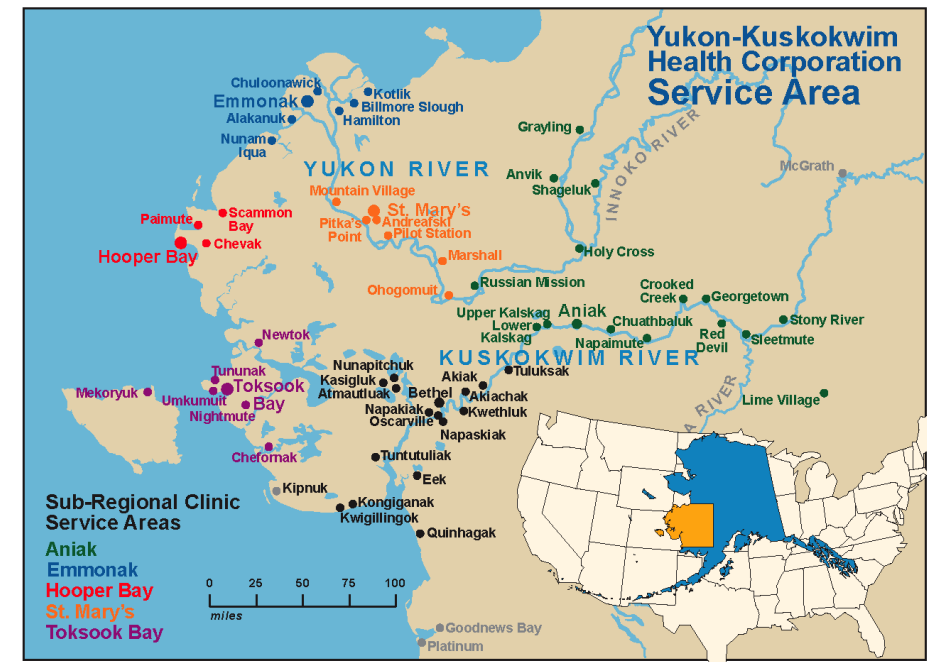 Yukon-Kuskokwim
Health Corporation
Service Area
Chuloonawick
Kotlik
Emmonak
Billmore Slough
Alakanuk
Hamilton
Nunam
Iqua
Grayling
INNOKO RIVER
YUKON RIVER
McGrath
Anvik
Shageluk
Mountain Village
Paimute
Scammon
Bay
St. Mary's
Pitka's
Point
Andreafski
Pilot Station
Chevak
Hooper Bay
Marshall
Holy Cross
Ohogomuit
Russian Mission
Crooked
Creek
Georgetown
Upper Kalskag
Aniak
Lower
Kalskag
Chuathbaluk
Stony River
Napaimute
Red
Devil
Sleetmute
Newtok
KUSKOKWIM RIVER
Nunapitchuk
Tuluksak
Tununak
Kasigluk
Akiak
Toksook
Bay
Mekoryuk
Umkumuit
Atmautluak
Bethel
Akiachak
Nightmute
Napakiak
Kwethluk
Oscarville
Lime Village
A RIVER
Napaskiak
Chefornak
Tuntutuliak
Eek
Kipnuk
Kongiganak
Kwigillingok
Quinhagak
Sub-Regional Clinic
Service Areas
Aniak
Emmonak
Hooper Bay
St. Mary's
Toksook Bay
0 25 50 75 100
miles
Goodnews Bay
Platinum